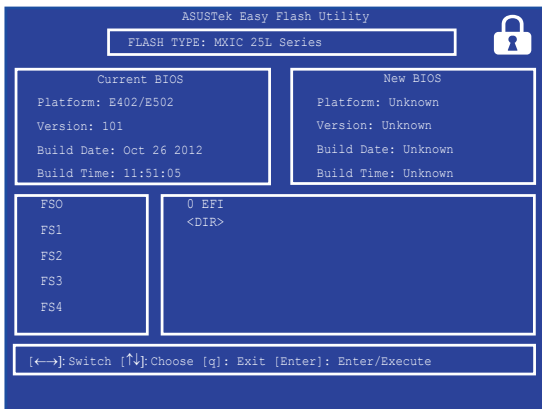 ASUSTek Easy Flash Utility
FLASH TYPE: MXIC 25L Series
Current BIOS
Platform: E402/E502
Version: 101
Build Date: Oct 26 2012
Build Time: 11:51:05
New BIOS
Platform: Unknown
Version: Unknown
Build Date: Unknown
Build Time: Unknown
FSO
FS1
FS2
FS3
FS4
0 EFI
<DIR>
[←→]: Switch [↑↓]: Choose [q]: Exit [Enter]: Enter/Execute